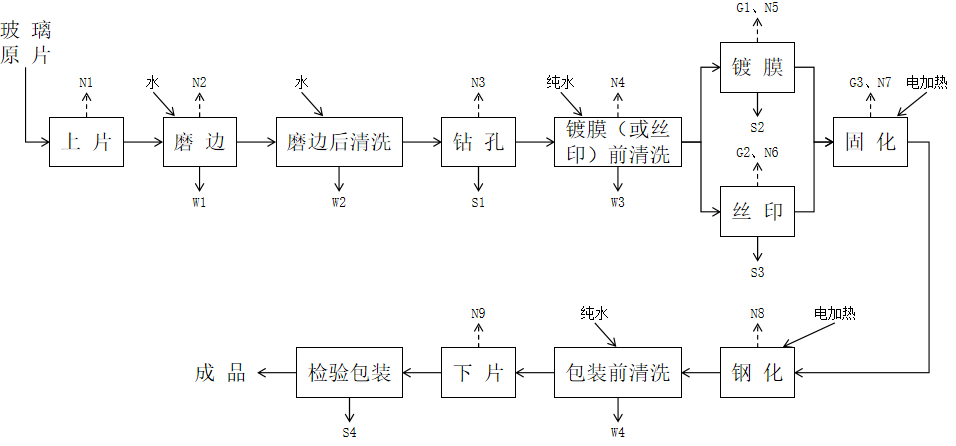 G1、N5
玻 璃
原 片
N1
水
N2
水
N3
纯水
N4
镀 膜
G3、N7
电加热
S2
上 片
磨 边
磨边后清洗
钻 孔
镀膜（或丝
印）前清洗
G2、N6
固 化
W1
W2
S1
W3
丝 印
S3
N9
纯水
N8
电加热
成 品
检验包装
下 片
包装前清洗
钢 化
S4
W4